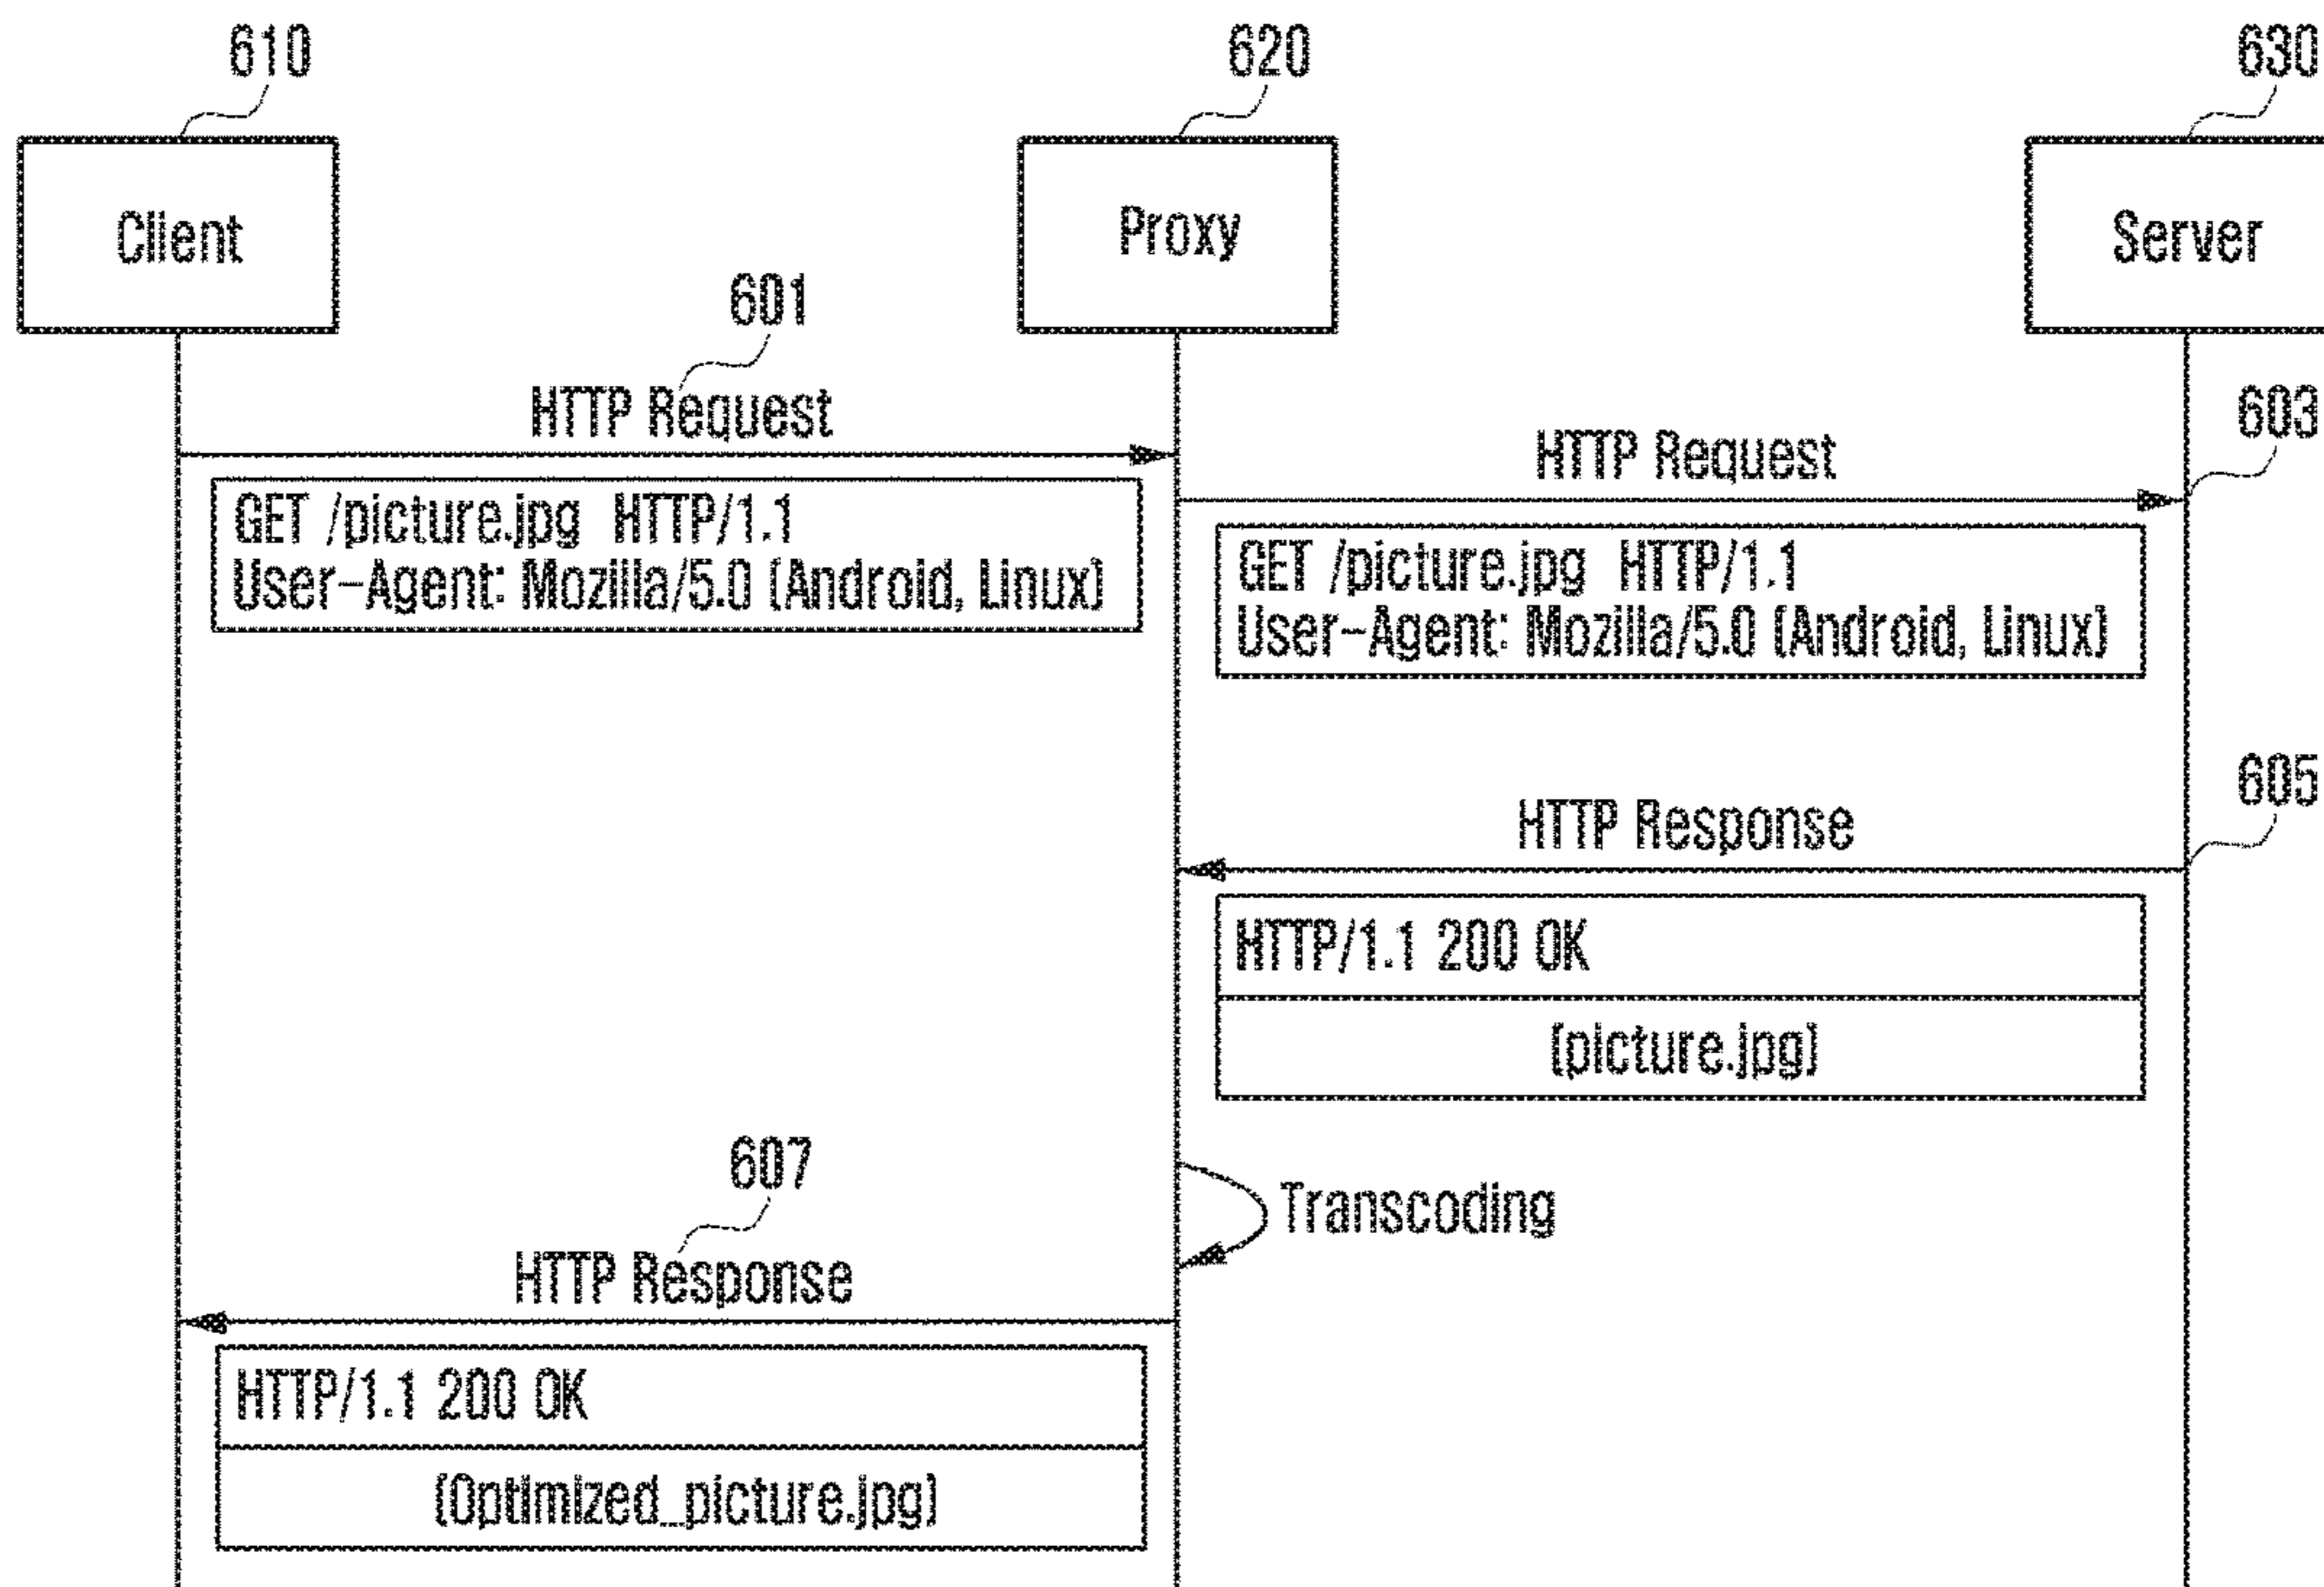 610
620
630
Client
Proxy
Server
601
HTTP Request
603
HTTP Request
GET /picture.jpg HTTP/1.1
User-Agent: Mozilla/5.0 (Android, Linux)
GET /picture.jpg HTTP/1.1
User-Agent: Mozilla/5.0 (Android, Linux)
605
HTTP Response
HTTP/1.1 200 OK
(picture.jpg)
607
Transcoding
HTTP Response
HTTP/1.1 200 OK
(Optimized_picture.jpg)